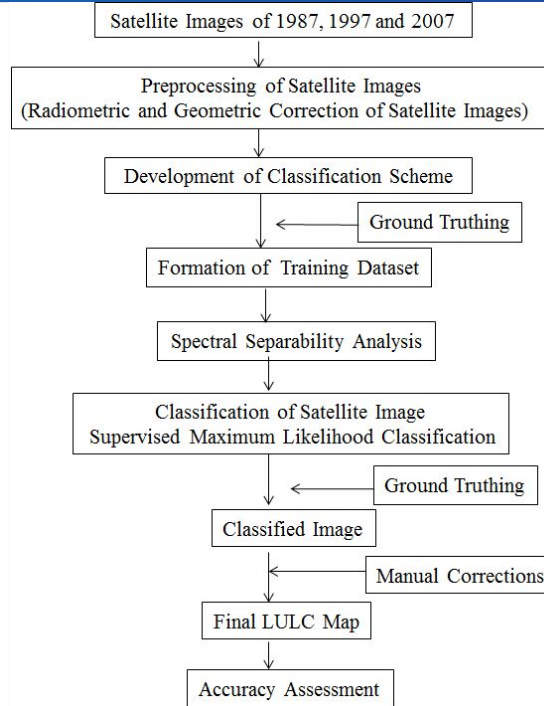 Satellite Images of 1987, 1997 and 2007
Preprocessing of Satellite Images
(Radiometric and Geometric Correction of Satellite Images)
Development of Classification Scheme
Ground Truthing
Formation of Training Dataset
Spectral Separability Analysis
Classification of Satellite Image
Supervised Maximum Likelihood Classification
Ground Truthing
Classified Image
Manual Corrections
Final LULC Map
Accuracy Assessment